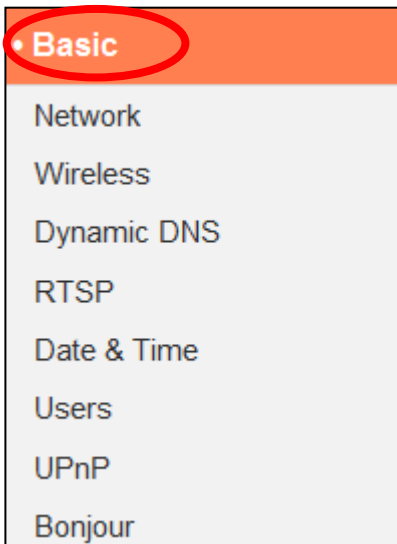 • Basic
Network
Wireless
Dynamic DNS
RTSP
Date & Time
Users
UPnP
Bonjour